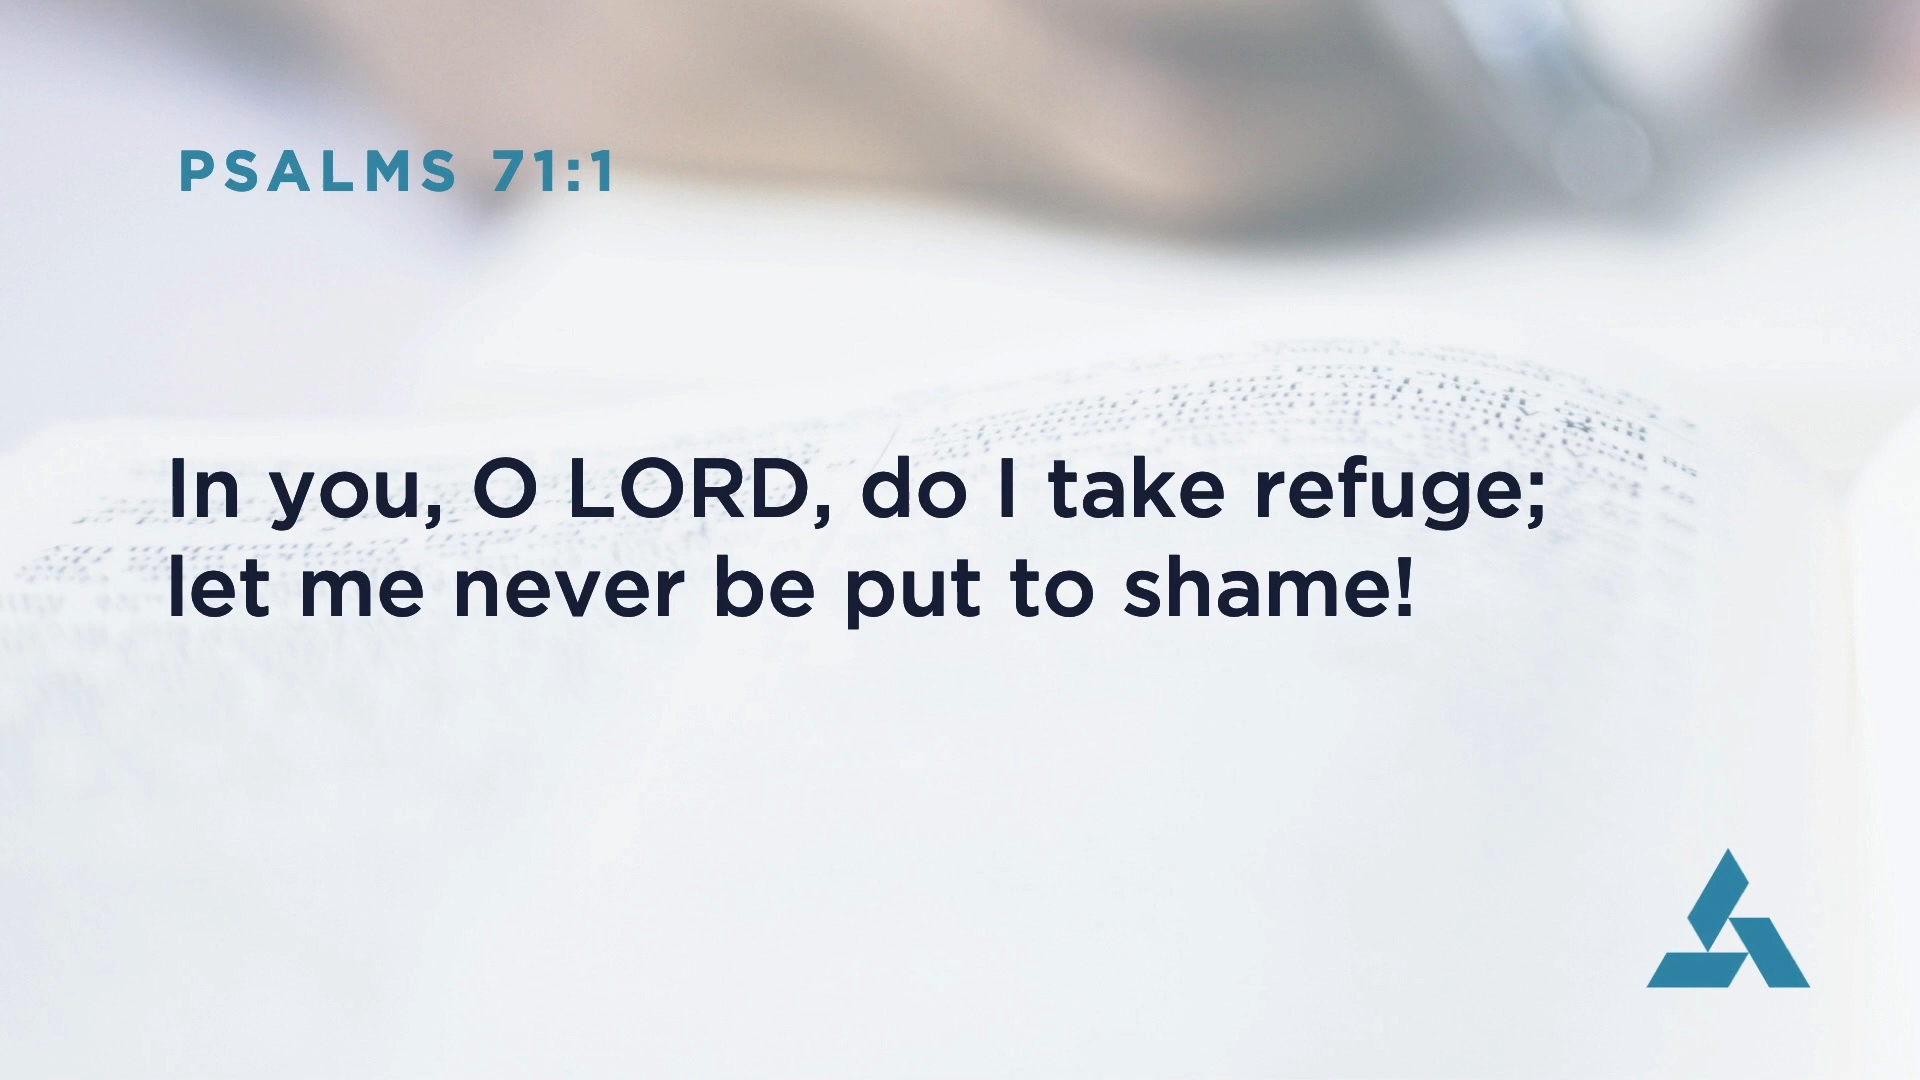 PSALMS 71:1
In you, O LORD, do I take refuge;
let me never be put to shame!